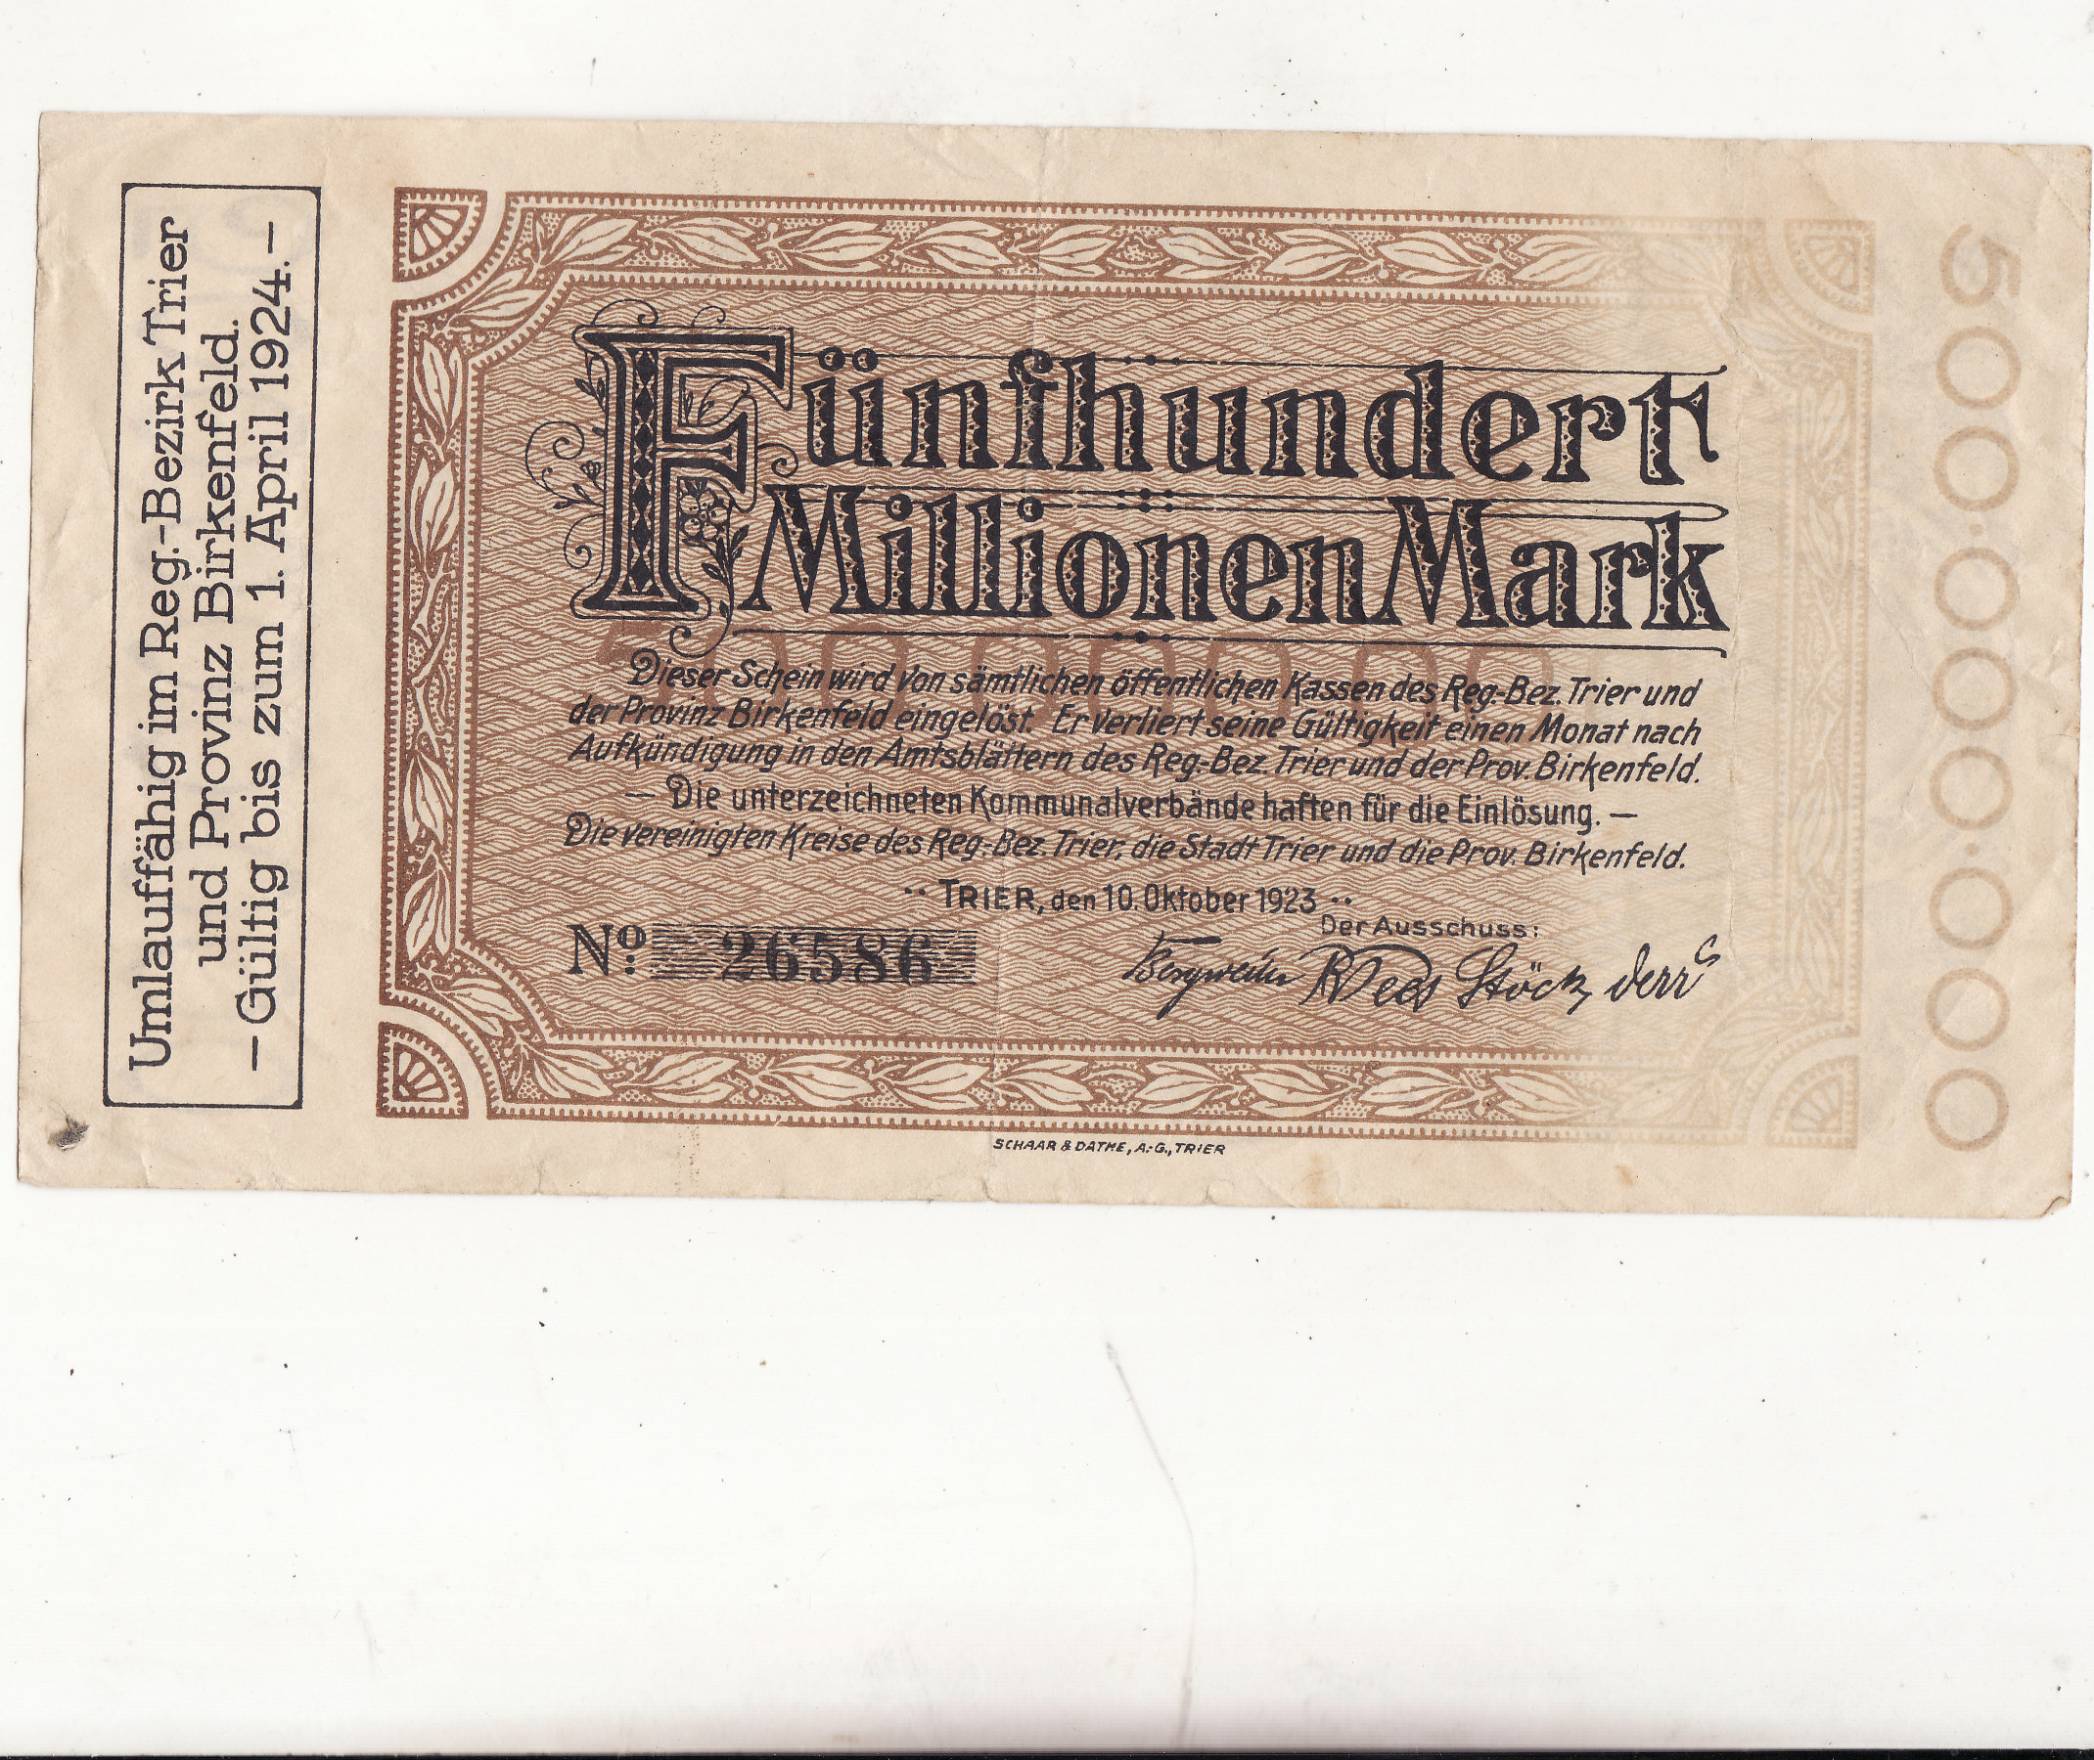 Umlauffähig im Reg.-Bezirk Trier
und Provinz Birkenfeld.
— Gültig bis zum 1. April 1924. —
Fünfhundert
Millionen Mark
Dieser Schein wird von sämtlichen öffentlichen Kassen des Reg.-Bez. Trier und
der Provinz Birkenfeld eingelöst. Er verliert seine Gültigkeit einen Monat nach
Aufkündigung in den Amtsblättern des Reg.-Bez. Trier und der Prov. Birkenfeld.
— Die unterzeichneten Kommunalverbände haften für die Einlösung. —
Die vereinigten Kreise des Reg.-Bez. Trier, die Stadt Trier und die Prov. Birkenfeld.
·· TRIER, den 10. Oktober 1923 ··
Der Ausschuss:
No. 26586
Stöck
SCHAAR & DATHE, A.-G., TRIER
500·000·000